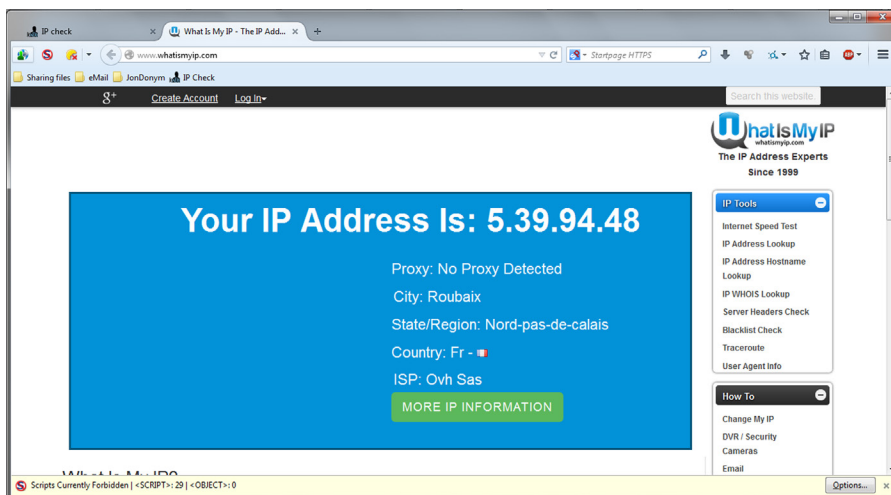 IP check
What Is My IP - The IP Add...
www.whatismyip.com
Startpage HTTPS
Sharing files
eMail
JonDonym
IP Check
g+
Create Account
Log In
Search this website
WhatIsMyIP
whatismyip.com
The IP Address Experts
Since 1999
Your IP Address Is: 5.39.94.48
Proxy: No Proxy Detected
City: Roubaix
State/Region: Nord-pas-de-calais
Country: Fr -
ISP: Ovh Sas
MORE IP INFORMATION
IP Tools
Internet Speed Test
IP Address Lookup
IP Address Hostname
Lookup
IP WHOIS Lookup
Server Headers Check
Blacklist Check
Traceroute
User Agent Info
How To
Change My IP
DVR / Security
Cameras
Email
What Is My IP?
Scripts Currently Forbidden | <SCRIPT>: 29 | <OBJECT>: 0
Options...